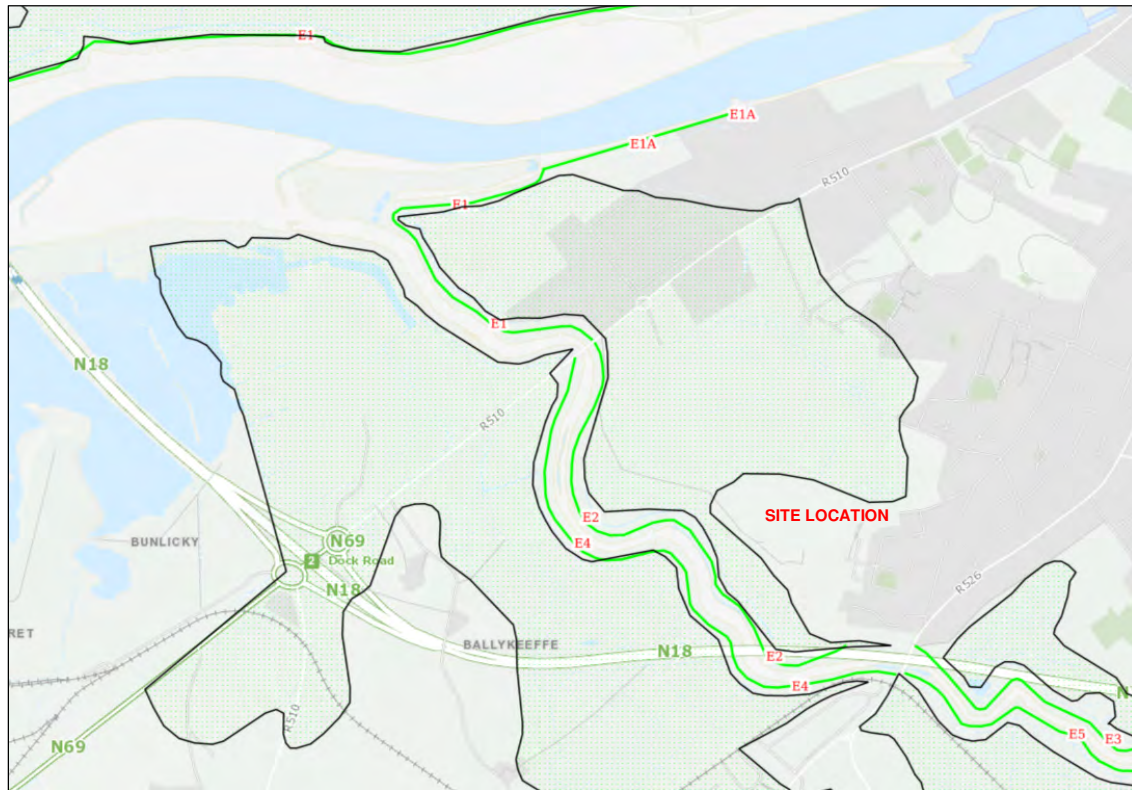 E1
E1A
E1A
R510
E1
E1
N18
R510
E2
SITE LOCATION
E4
N69
BUNLICKY
2 Dock Road
N18
R526
RET
BALLYKEEFFE
N18
E2
E4
R510
N69
E5
E3
N